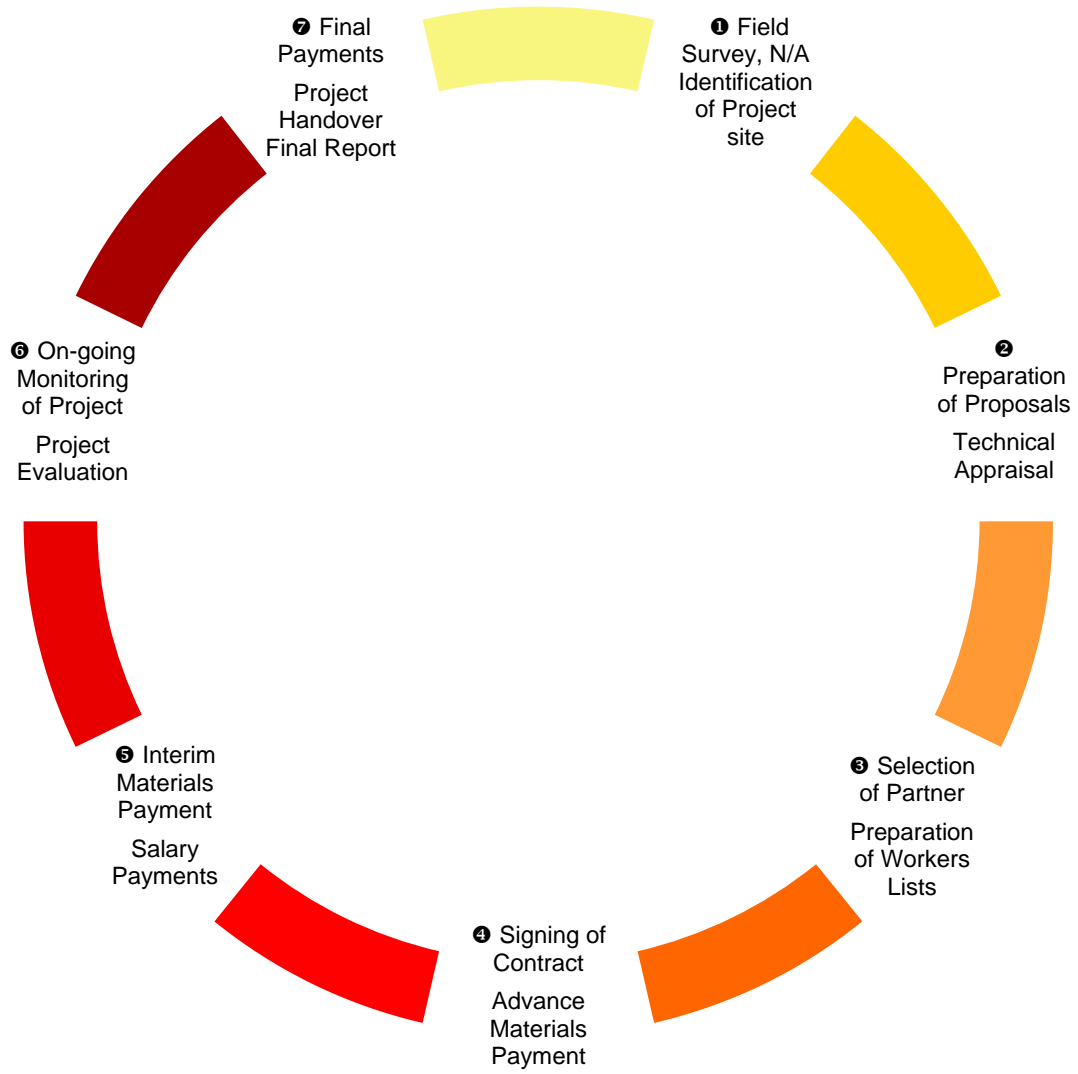 ❶ Field
Survey, N/A
Identification
of Project
site
❷
Preparation
of Proposals
Technical
Appraisal
❸ Selection
of Partner
Preparation
of Workers
Lists
❹ Signing of
Contract
Advance
Materials
Payment
❺ Interim
Materials
Payment
Salary
Payments
❻ On-going
Monitoring
of Project
Project
Evaluation
❼ Final
Payments
Project
Handover
Final Report